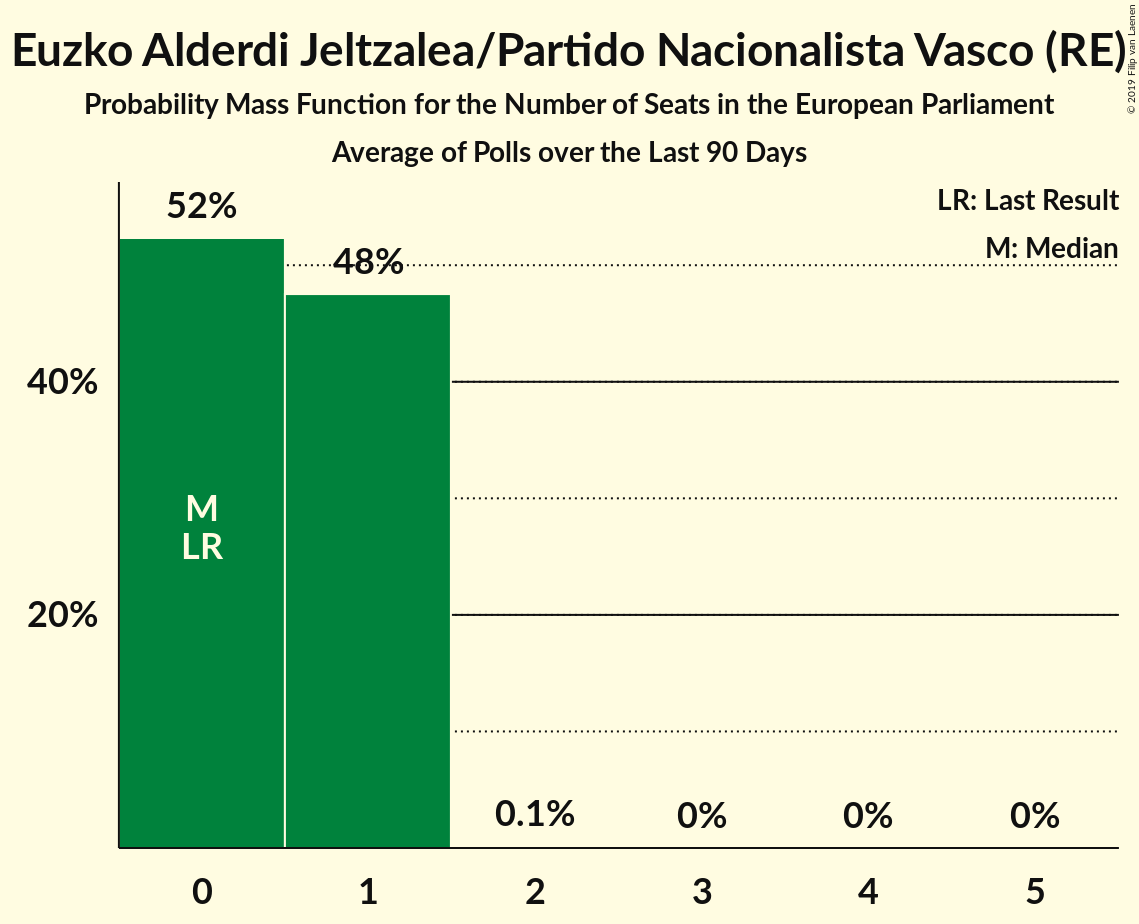 Euzko Alderdi Jeltzalea/Partido Nacionalista Vasco (RE)
Probability Mass Function for the Number of Seats in the European Parliament
Average of Polls over the Last 90 Days
© 2019 Filip van Laenen
LR: Last Result
M: Median
52%
48%
40%
20%
M
LR
0.1%
0%
0%
0%
0
1
2
3
4
5